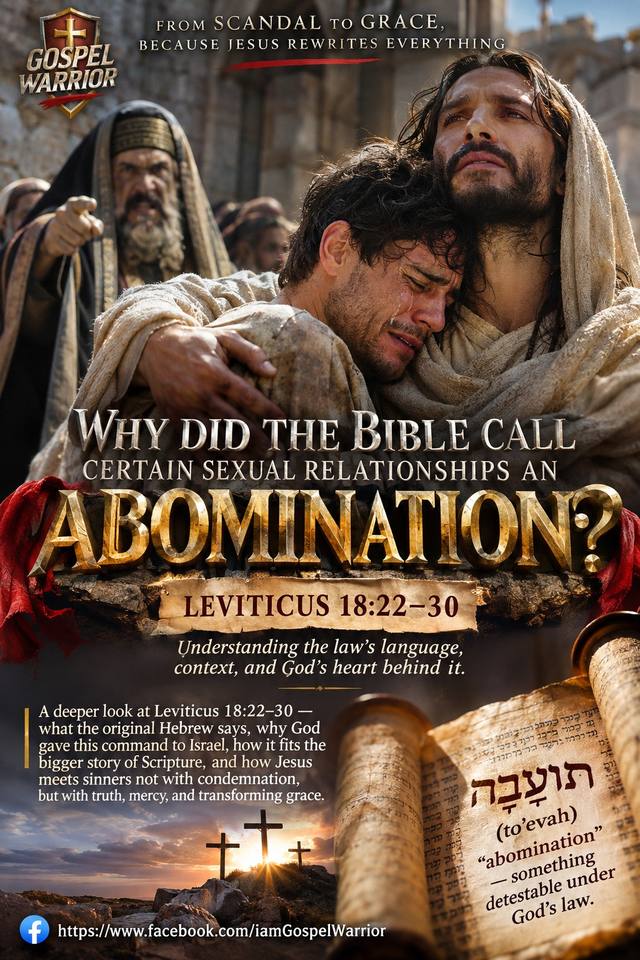 GOSPEL
WARRIOR
FROM SCANDAL TO GRACE,
BECAUSE JESUS REWRITES EVERYTHING
WHY DID THE BIBLE CALL
CERTAIN SEXUAL RELATIONSHIPS AN
ABOMINATION?
LEVITICUS 18:22–30
Understanding the law's language,
context, and God's heart behind it.
A deeper look at Leviticus 18:22–30 —
what the original Hebrew says, why God
gave this command to Israel, how it fits the
bigger story of Scripture, and how Jesus
meets sinners not with condemnation,
but with truth, mercy, and transforming grace.
תּוֹעֵבָה
(to'evah)
"abomination"
— something
detestable under
God's law.
https://www.facebook.com/iamGospelWarrior